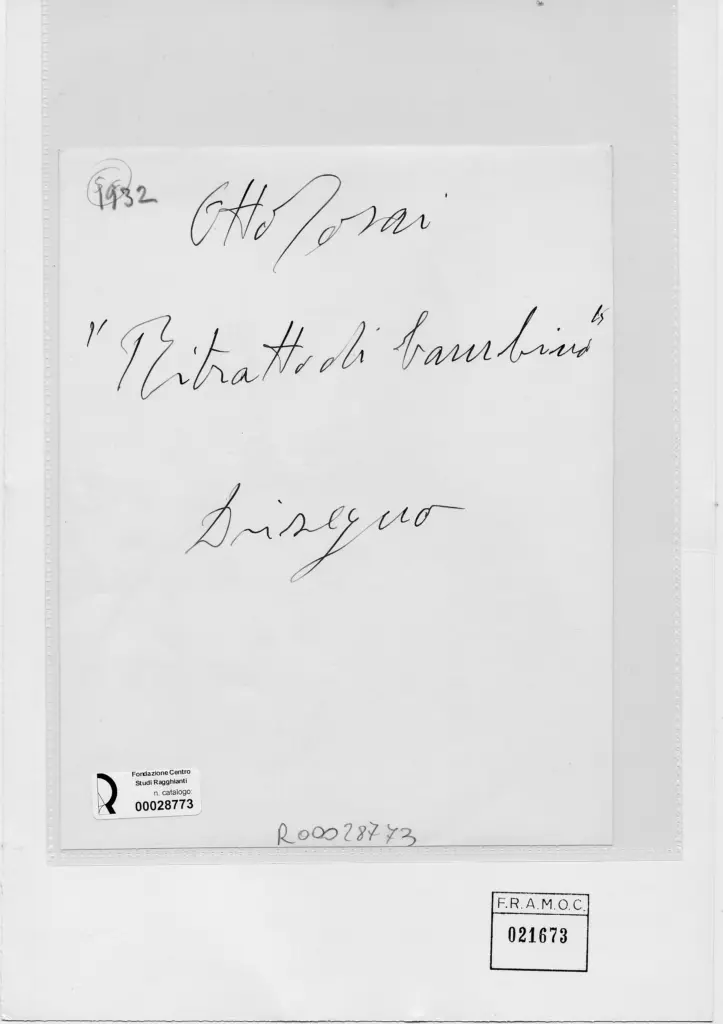 1932
Otto Rosai
"Ritratto di bambino"
Disegno
Fondazione Centro
Studi Ragghianti
n. catalogo:
00028773
R00028773
F.R.A.M.O.C.
021673